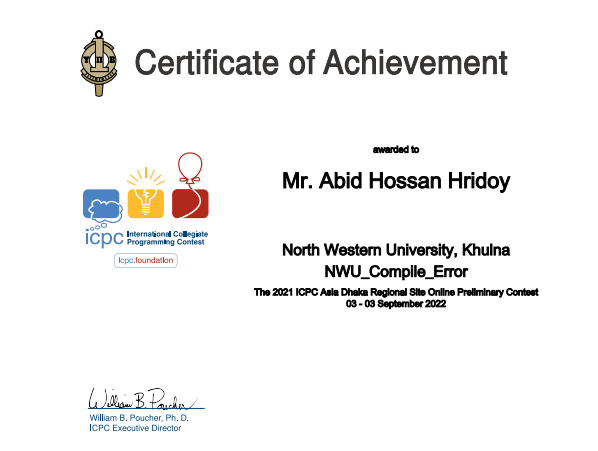 UPE
Certificate of Achievement
awarded to
Mr. Abid Hossan Hridoy
icpc International Collegiate
Programming Contest
icpc.foundation
North Western University, Khulna
NWU_Compile_Error
The 2021 ICPC Asia Dhaka Regional Site Online Preliminary Contest
03 - 03 September 2022
William B. Poucher
William B. Poucher, Ph. D.
ICPC Executive Director